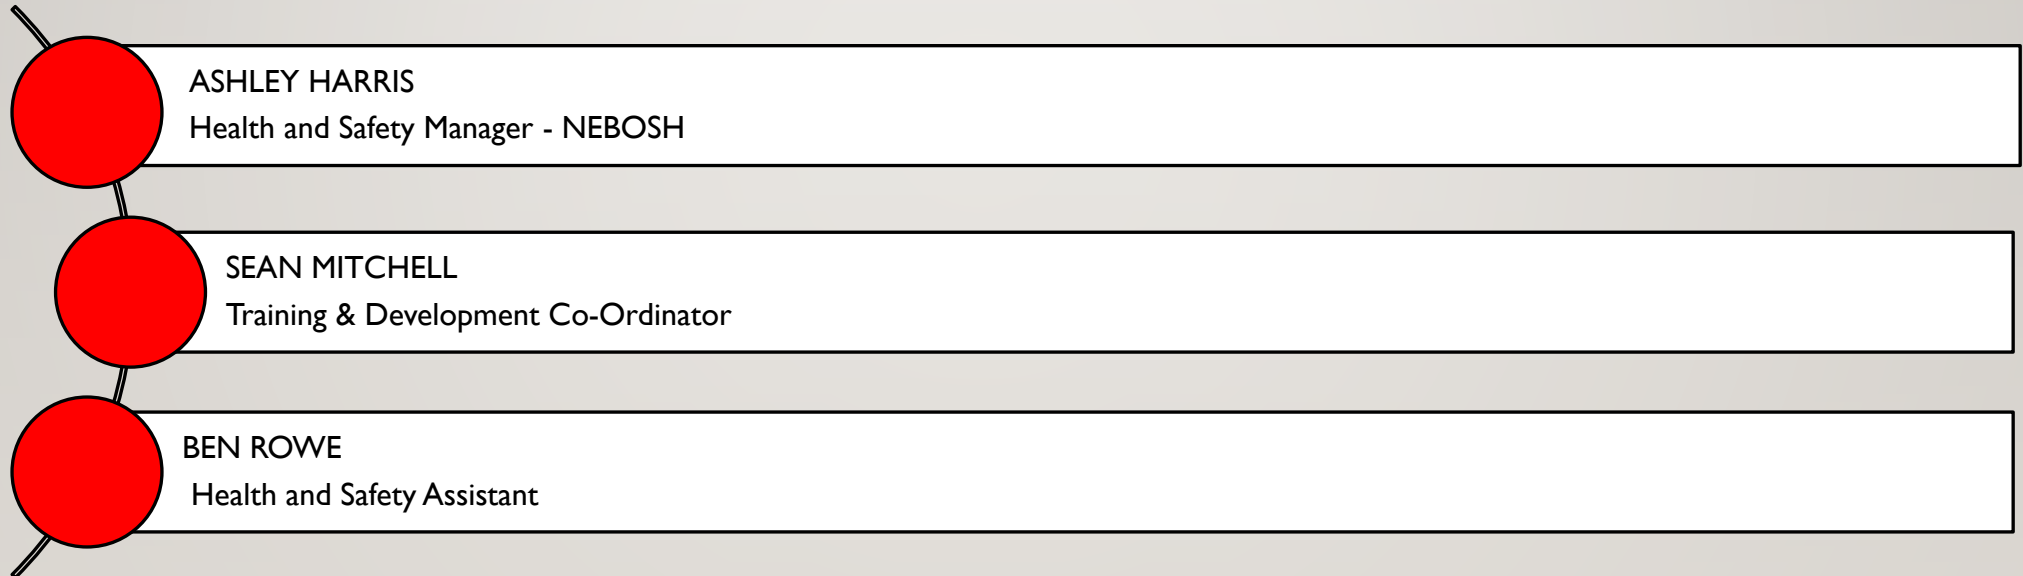 ASHLEY HARRIS
Health and Safety Manager - NEBOSH
SEAN MITCHELL
Training & Development Co-Ordinator
BEN ROWE
Health and Safety Assistant